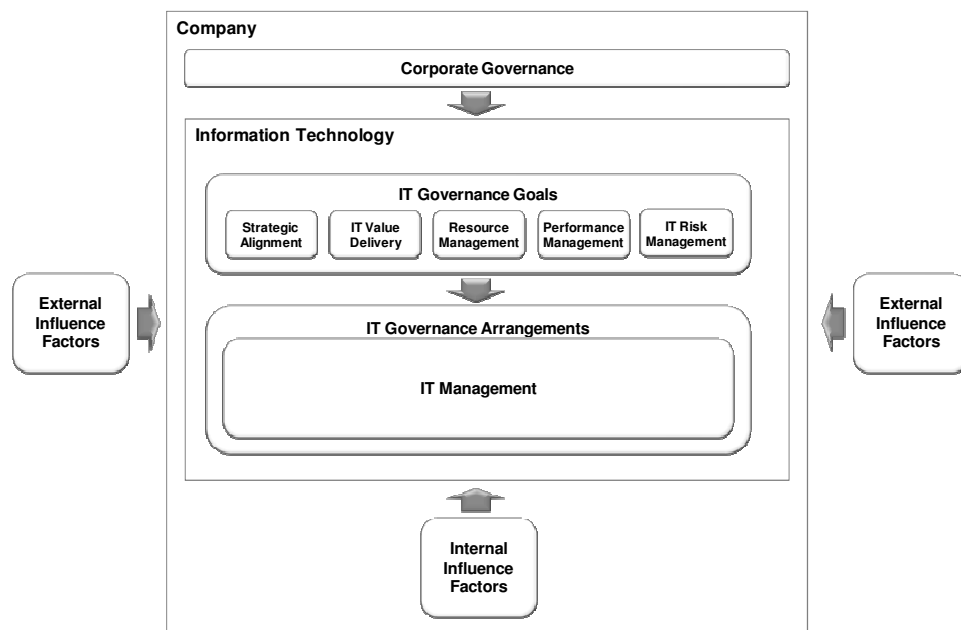 Company
Corporate Governance
Information Technology
IT Governance Goals
Strategic
Alignment
IT Value
Delivery
Resource
Management
Performance
Management
IT Risk
Management
External
Influence
Factors
External
Influence
Factors
IT Governance Arrangements
IT Management
Internal
Influence
Factors